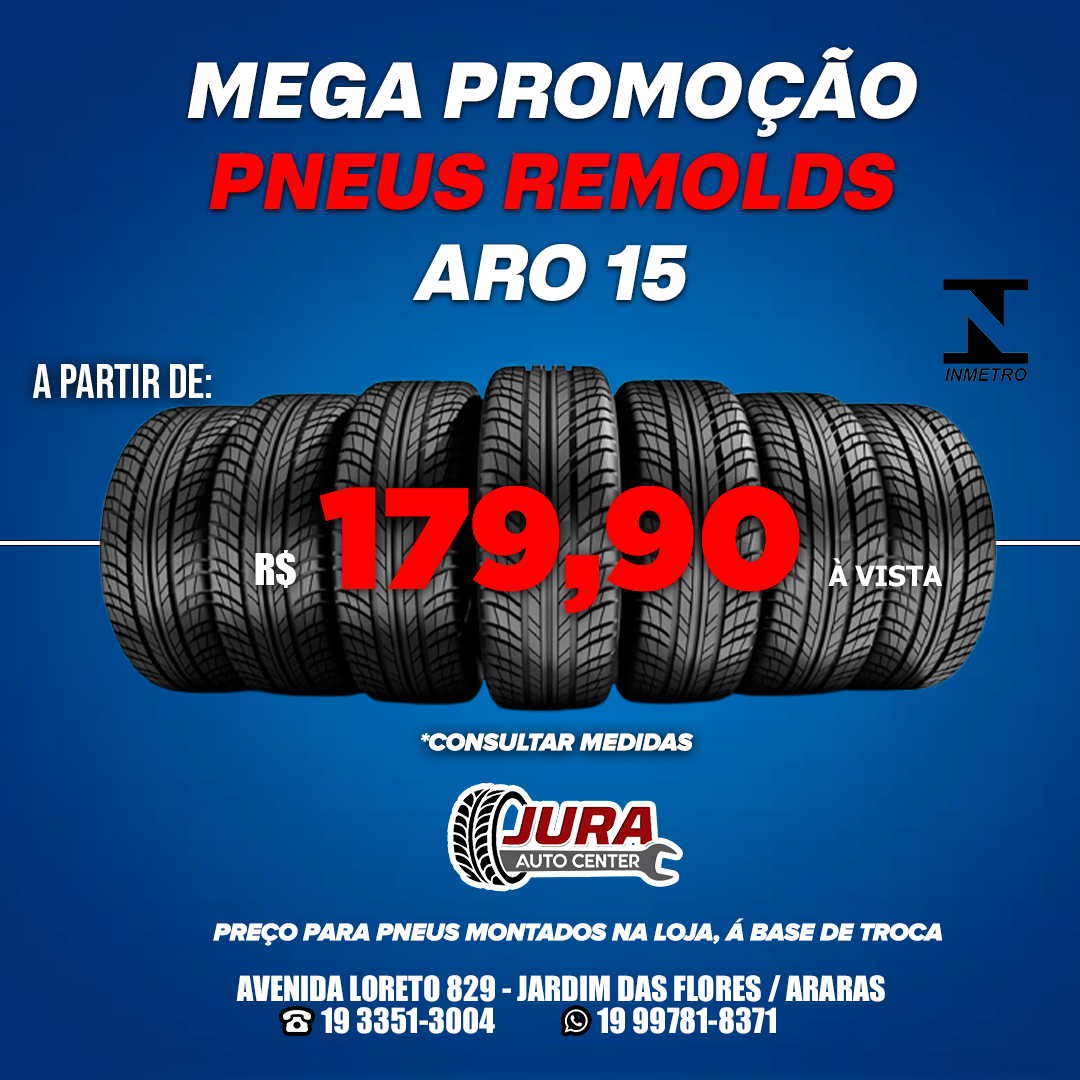 MEGA PROMOÇÃO
PNEUS REMOLDS
ARO 15
INMETRO
A PARTIR DE:
R$ 179,90 À VISTA
*CONSULTAR MEDIDAS
JURA
AUTO CENTER
PREÇO PARA PNEUS MONTADOS NA LOJA, Á BASE DE TROCA
AVENIDA LORETO 829 - JARDIM DAS FLORES / ARARAS
19 3351-3004 19 99781-8371